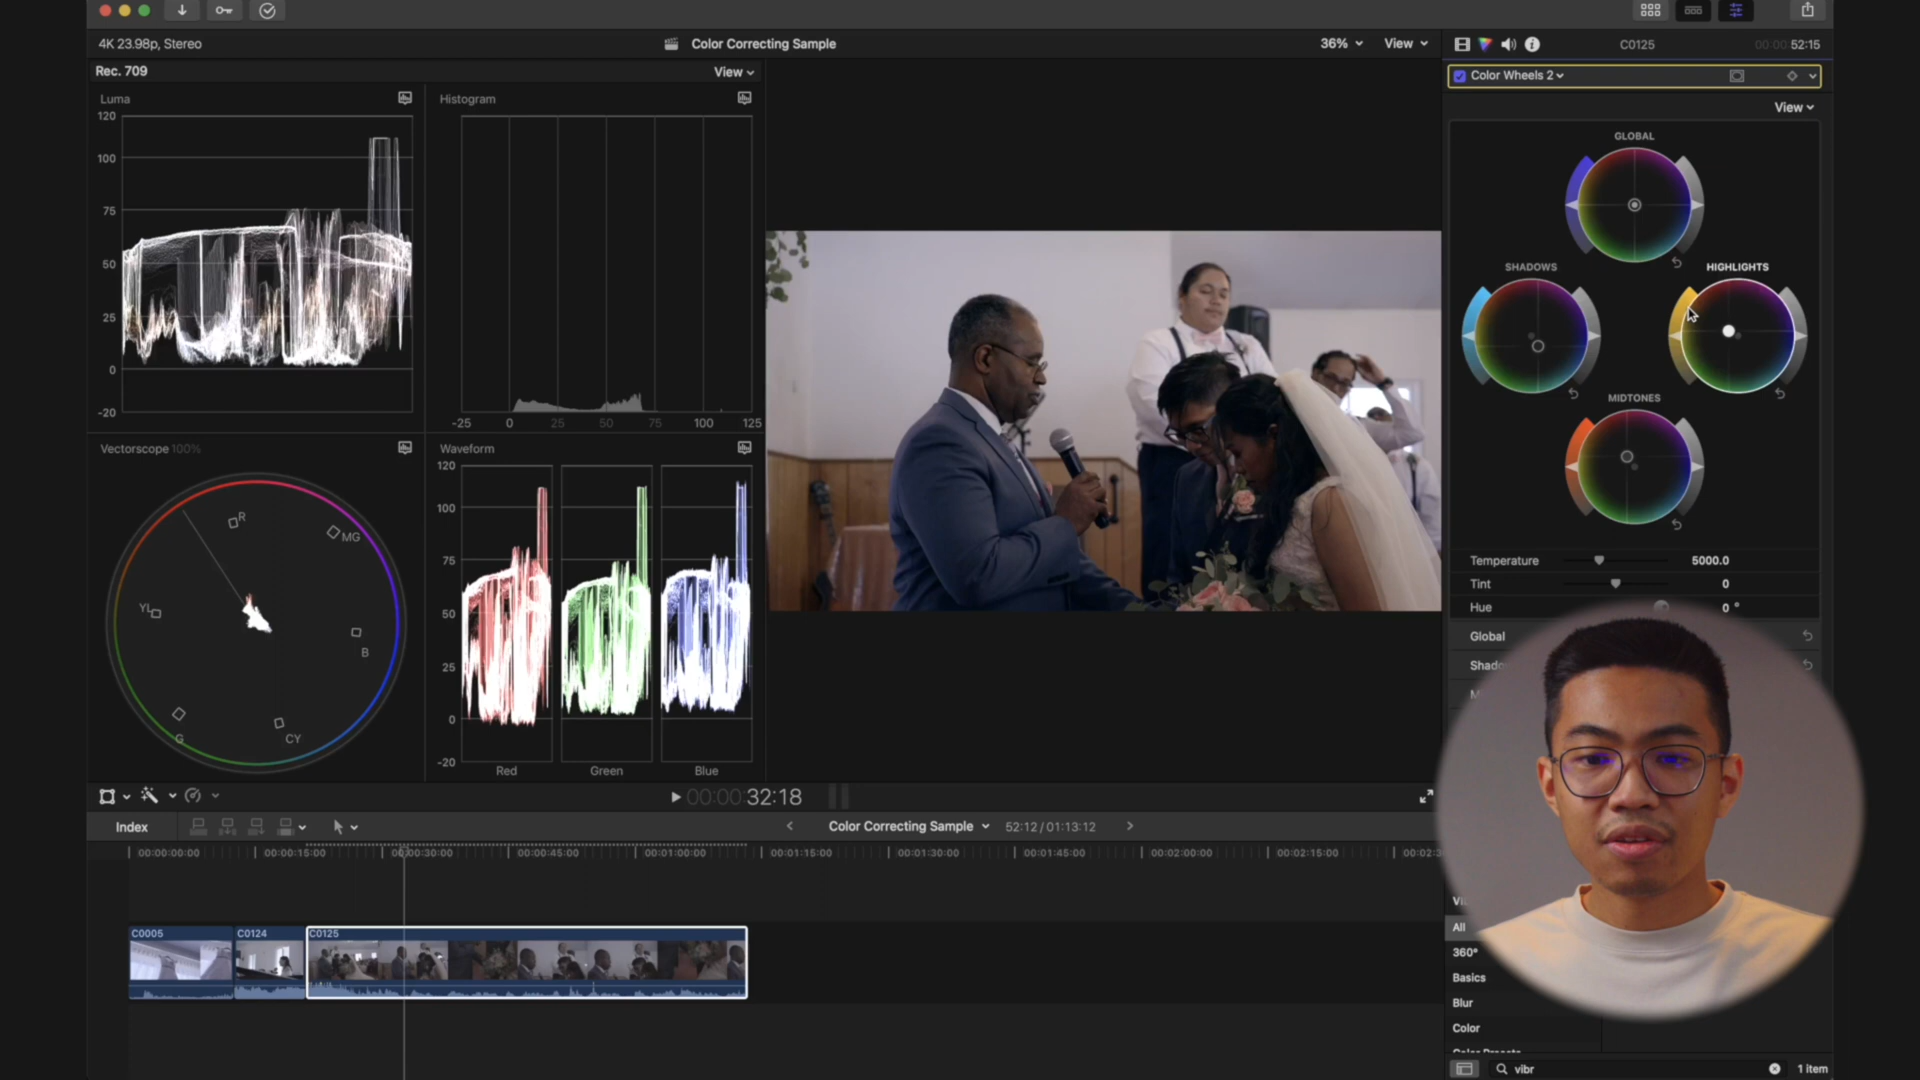 4K 23.98p, Stereo
Color Correcting Sample
36%
View
C0125
00:00:52:15
Rec. 709
View
Color Wheels 2
View
Luma
120
100
75
50
25
0
-20
Histogram
-25 0 25 50 75 100 125
GLOBAL
SHADOWS
HIGHLIGHTS
MIDTONES
Vectorscope 100%
R
MG
YL
B
G
CY
Waveform
120
100
75
50
25
0
-20
Red
Green
Blue
Temperature 5000.0
Tint 0
Hue 0 °
Global
00:00:00:32:18
Index
Color Correcting Sample
52:12 / 01:13:12
00:00:00:00
00:00:15:00
00:00:30:00
00:00:45:00
00:01:00:00
00:01:15:00
00:01:30:00
00:01:45:00
00:02:00:00
00:02:15:00
C0005
C0124
C0125
All
360°
Basics
Blur
Color
vibr
1 item